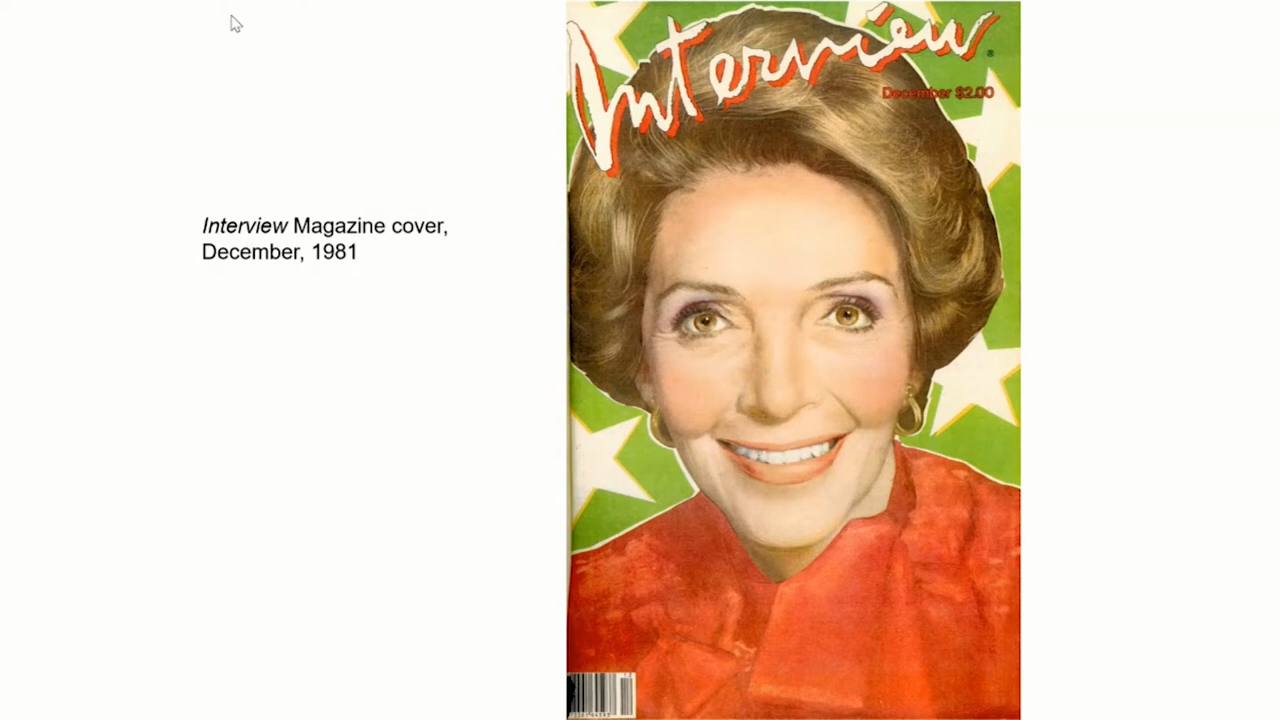 Interview Magazine cover,
December, 1981
Interview
December $2.00